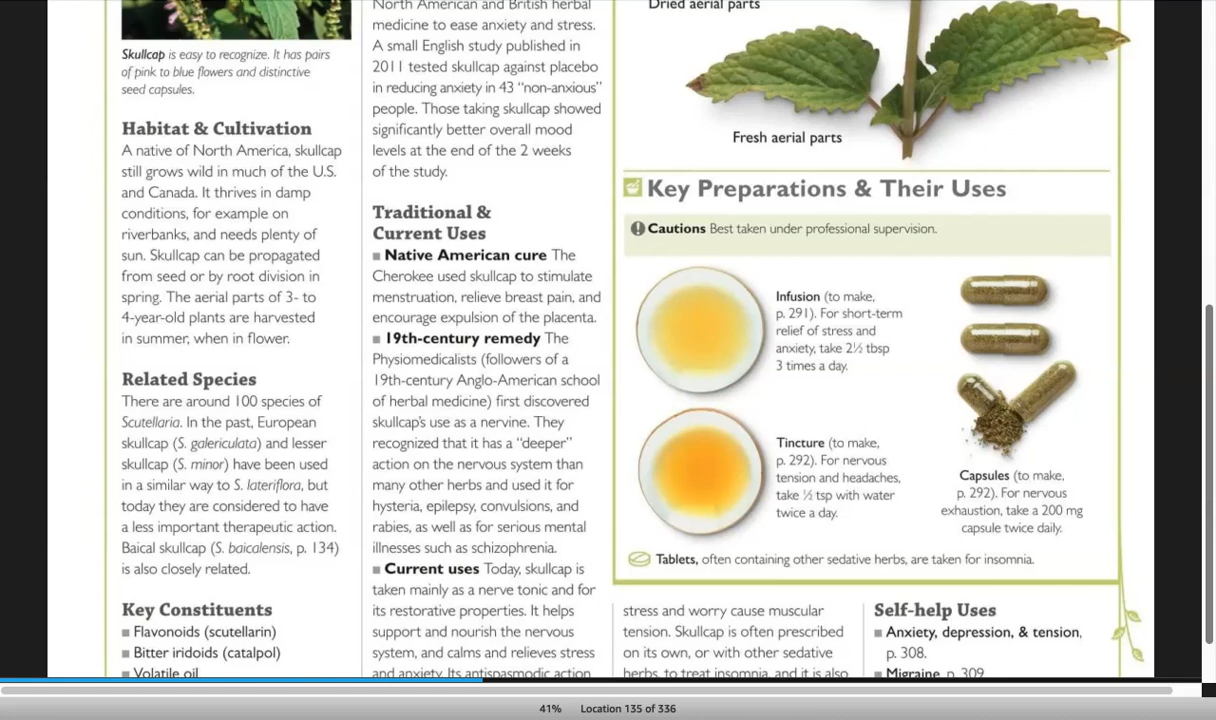 Skullcap is easy to recognize. It has pairs
of pink to blue flowers and distinctive
seed capsules.
Habitat & Cultivation
A native of North America, skullcap
still grows wild in much of the U.S.
and Canada. It thrives in damp
conditions, for example on
riverbanks, and needs plenty of
sun. Skullcap can be propagated
from seed or by root division in
spring. The aerial parts of 3- to
4-year-old plants are harvested
in summer, when in flower.
Related Species
There are around 100 species of
Scutellaria. In the past, European
skullcap (S. galericulata) and lesser
skullcap (S. minor) have been used
in a similar way to S. lateriflora, but
today they are considered to have
a less important therapeutic action.
Baical skullcap (S. baicalensis, p. 134)
is also closely related.
Key Constituents
■ Flavonoids (scutellarin)
■ Bitter iridoids (catalpol)
■ Volatile oil
North American and British herbal
medicine to ease anxiety and stress.
A small English study published in
2011 tested skullcap against placebo
in reducing anxiety in 43 “non-anxious”
people. Those taking skullcap showed
significantly better overall mood
levels at the end of the 2 weeks
of the study.
Traditional &
Current Uses
■ Native American cure The
Cherokee used skullcap to stimulate
menstruation, relieve breast pain, and
encourage expulsion of the placenta.
■ 19th-century remedy The
Physiomedicalists (followers of a
19th-century Anglo-American school
of herbal medicine) first discovered
skullcap’s use as a nervine. They
recognized that it has a “deeper”
action on the nervous system than
many other herbs and used it for
hysteria, epilepsy, convulsions, and
rabies, as well as for serious mental
illnesses such as schizophrenia.
■ Current uses Today, skullcap is
taken mainly as a nerve tonic and for
its restorative properties. It helps
support and nourish the nervous
system, and calms and relieves stress
and anxiety. Its antispasmodic action
Dried aerial parts
Fresh aerial parts
Key Preparations & Their Uses
Cautions Best taken under professional supervision.
Infusion (to make,
p. 291). For short-term
relief of stress and
anxiety, take 2½ tbsp
3 times a day.
Tincture (to make,
p. 292). For nervous
tension and headaches,
take ½ tsp with water
twice a day.
Capsules (to make,
p. 292). For nervous
exhaustion, take a 200 mg
capsule twice daily.
Tablets, often containing other sedative herbs, are taken for insomnia.
stress and worry cause muscular
tension. Skullcap is often prescribed
on its own, or with other sedative
herbs, to treat insomnia, and it is also
Self-help Uses
■ Anxiety, depression, & tension,
p. 308.
■ Migraine, p. 309
41% Location 135 of 336